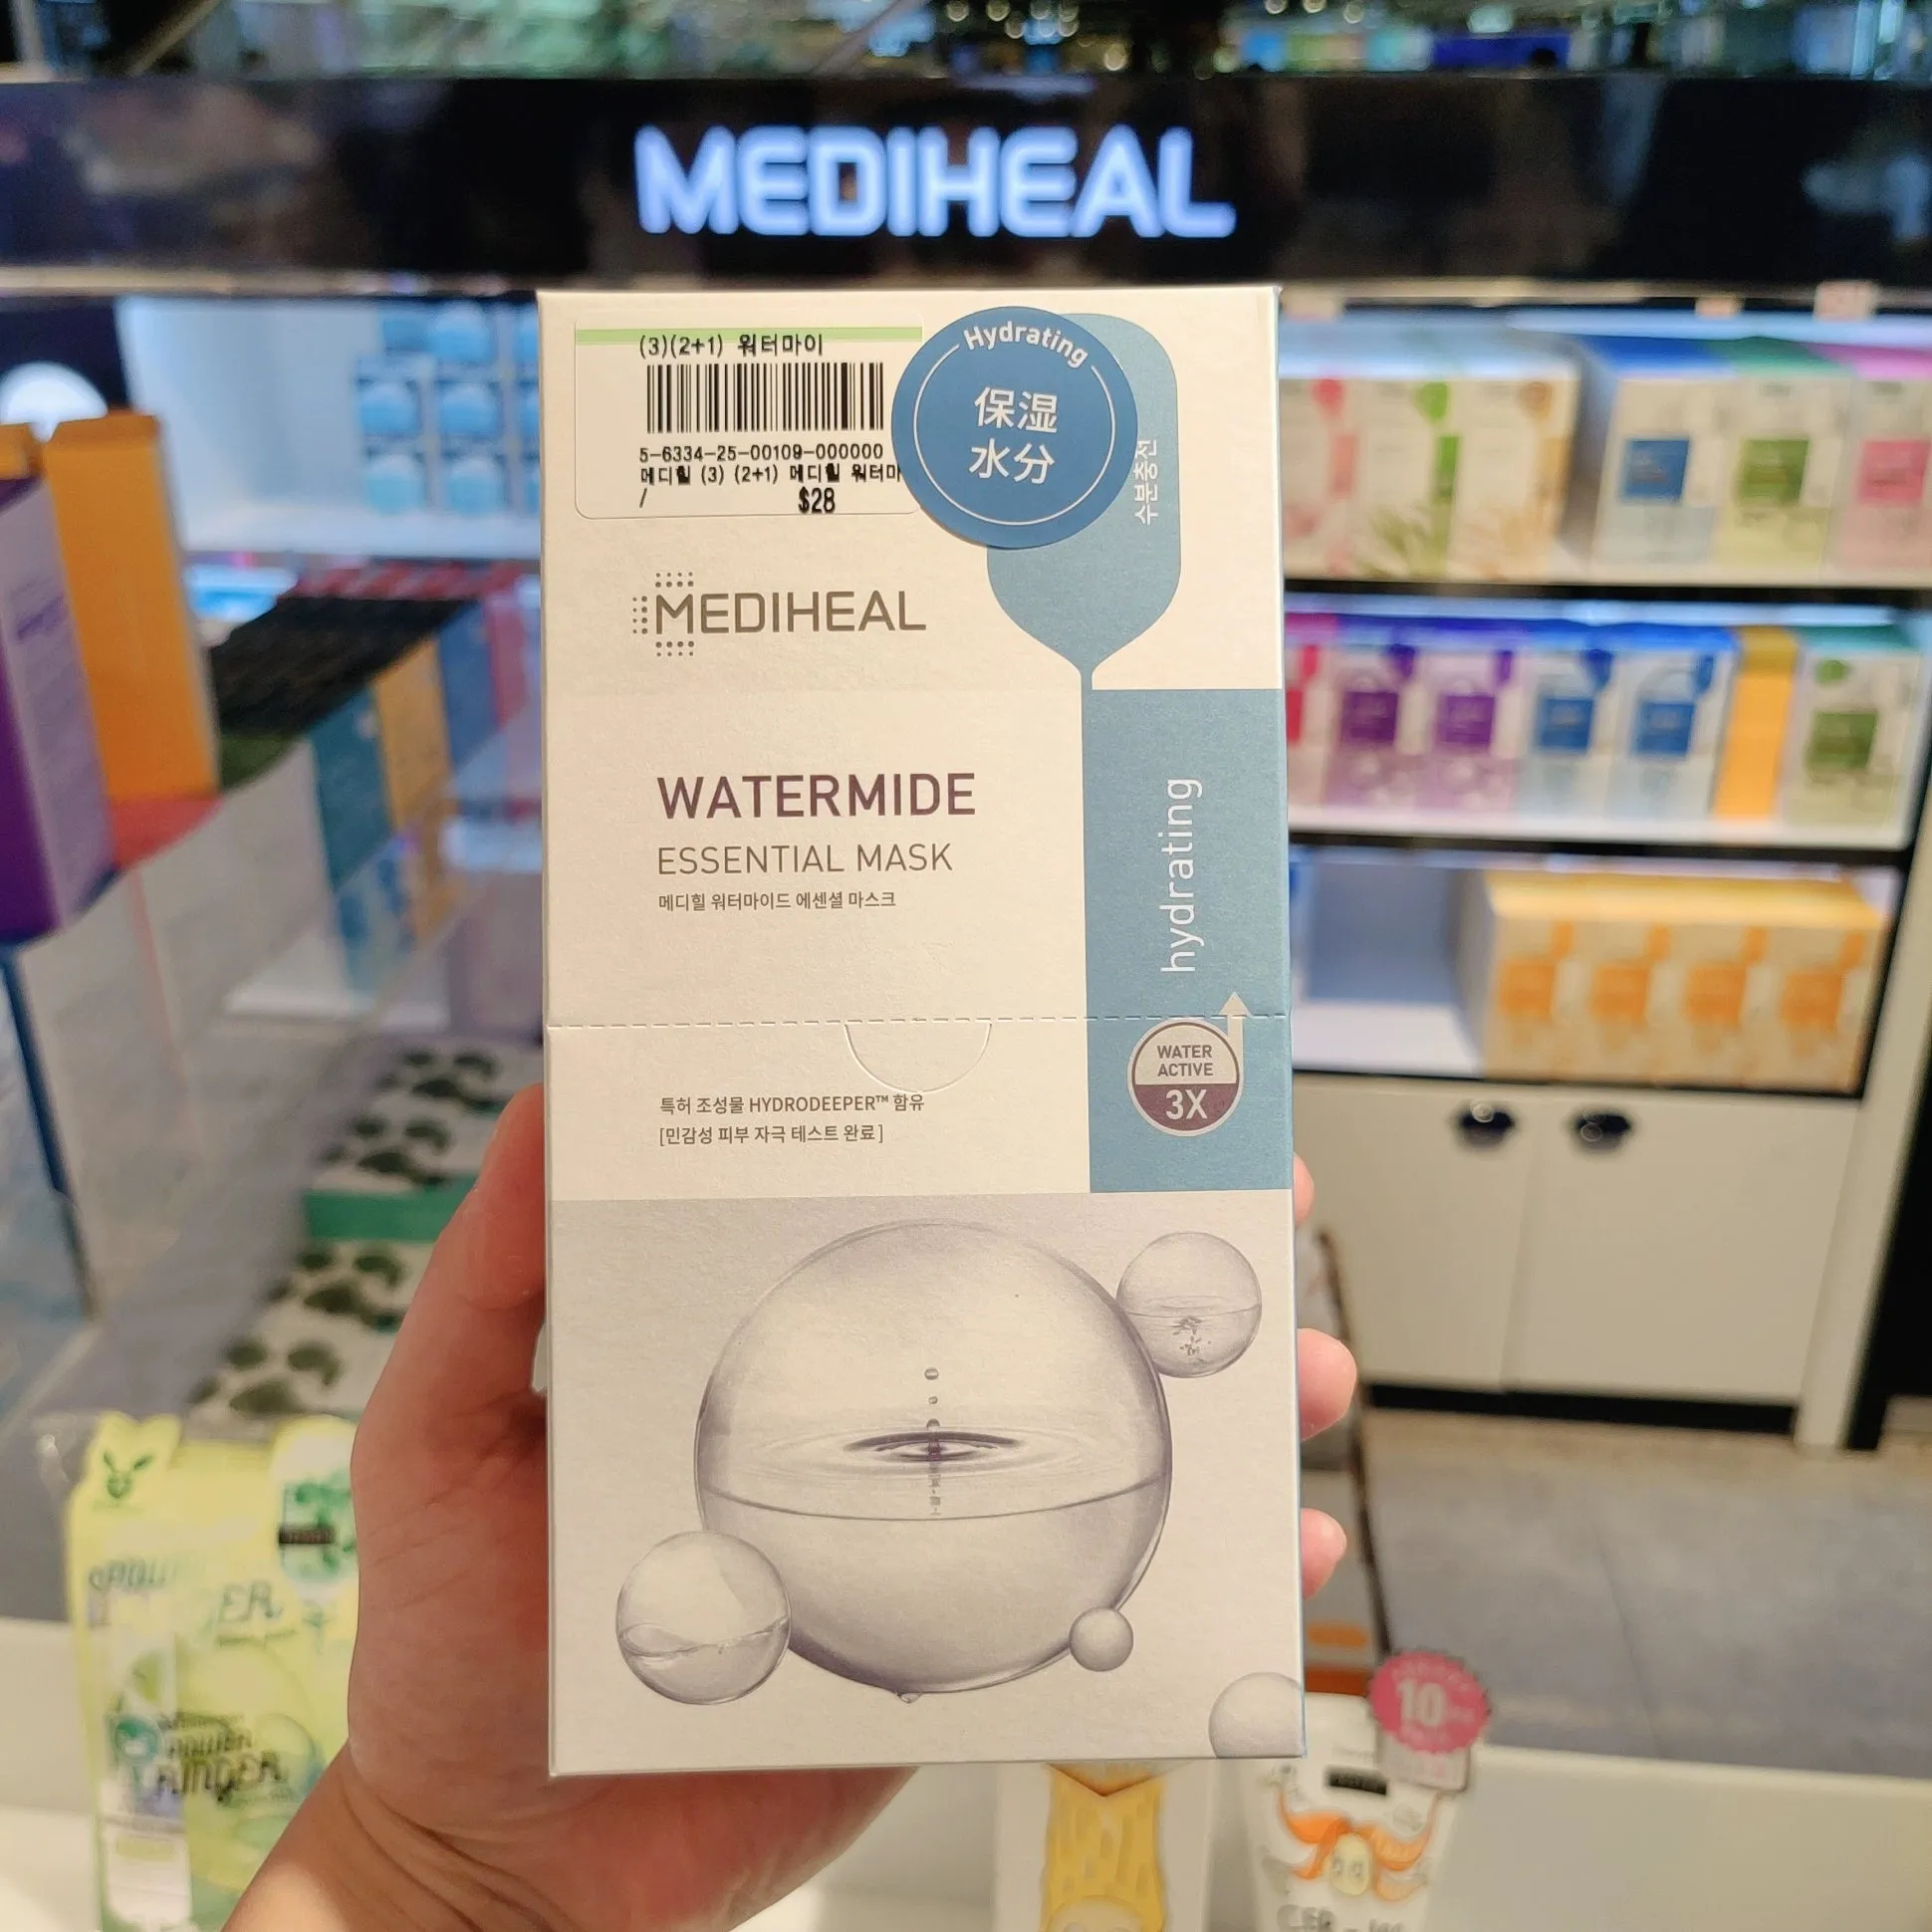 MEDIHEAL
(3)(2+1) 워터마이
5-6334-25-00109-000000
메디힐 (3) (2+1) 메디힐 워터마
/ $28
Hydrating
保湿
水分
수분충전
MEDIHEAL
WATERMIDE
ESSENTIAL MASK
메디힐 워터마이드 에센셜 마스크
hydrating
WATER
ACTIVE
3X
특허 조성물 HYDRODEEPER™ 함유
[민감성 피부 자극 테스트 완료]
POWER
10